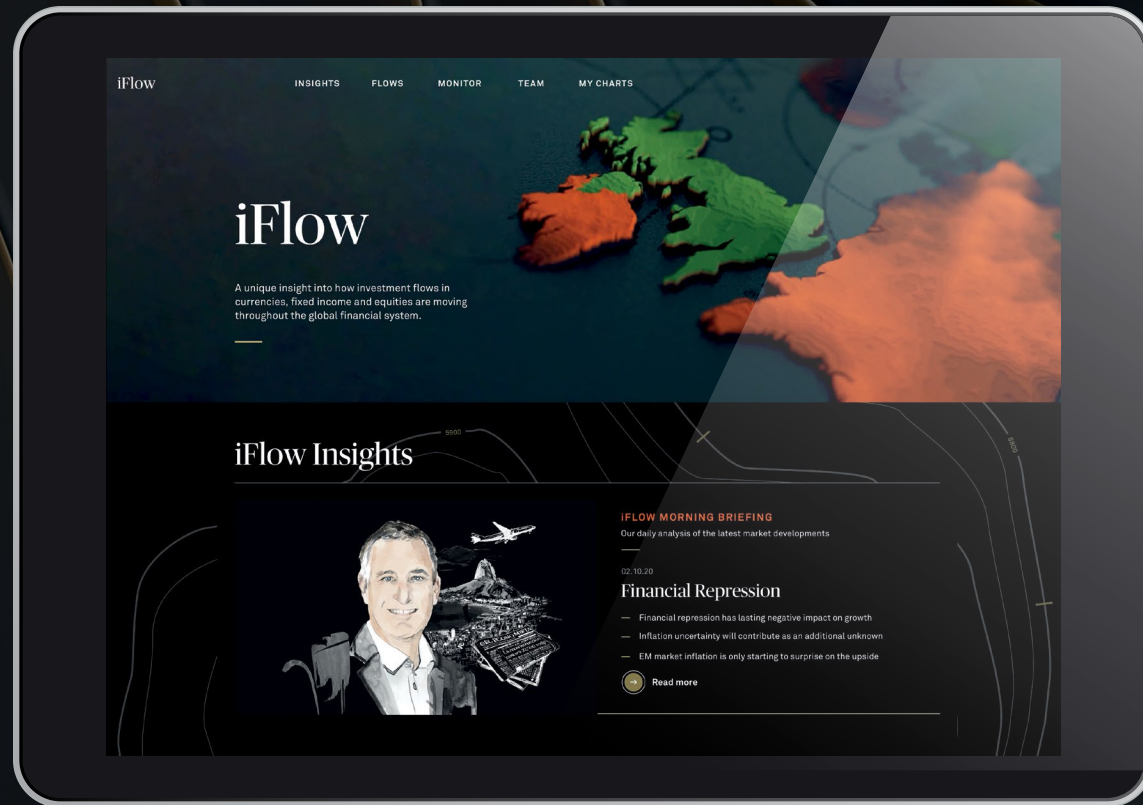 iFlow
INSIGHTS FLOWS MONITOR TEAM MY CHARTS
iFlow
A unique insight into how investment flows in
currencies, fixed income and equities are moving
throughout the global financial system.
iFlow Insights
5900
5800
iFLOW MORNING BRIEFING
Our daily analysis of the latest market developments
02.10.20
Financial Repression
— Financial repression has lasting negative impact on growth
— Inflation uncertainty will contribute as an additional unknown
— EM market inflation is only starting to surprise on the upside
Read more